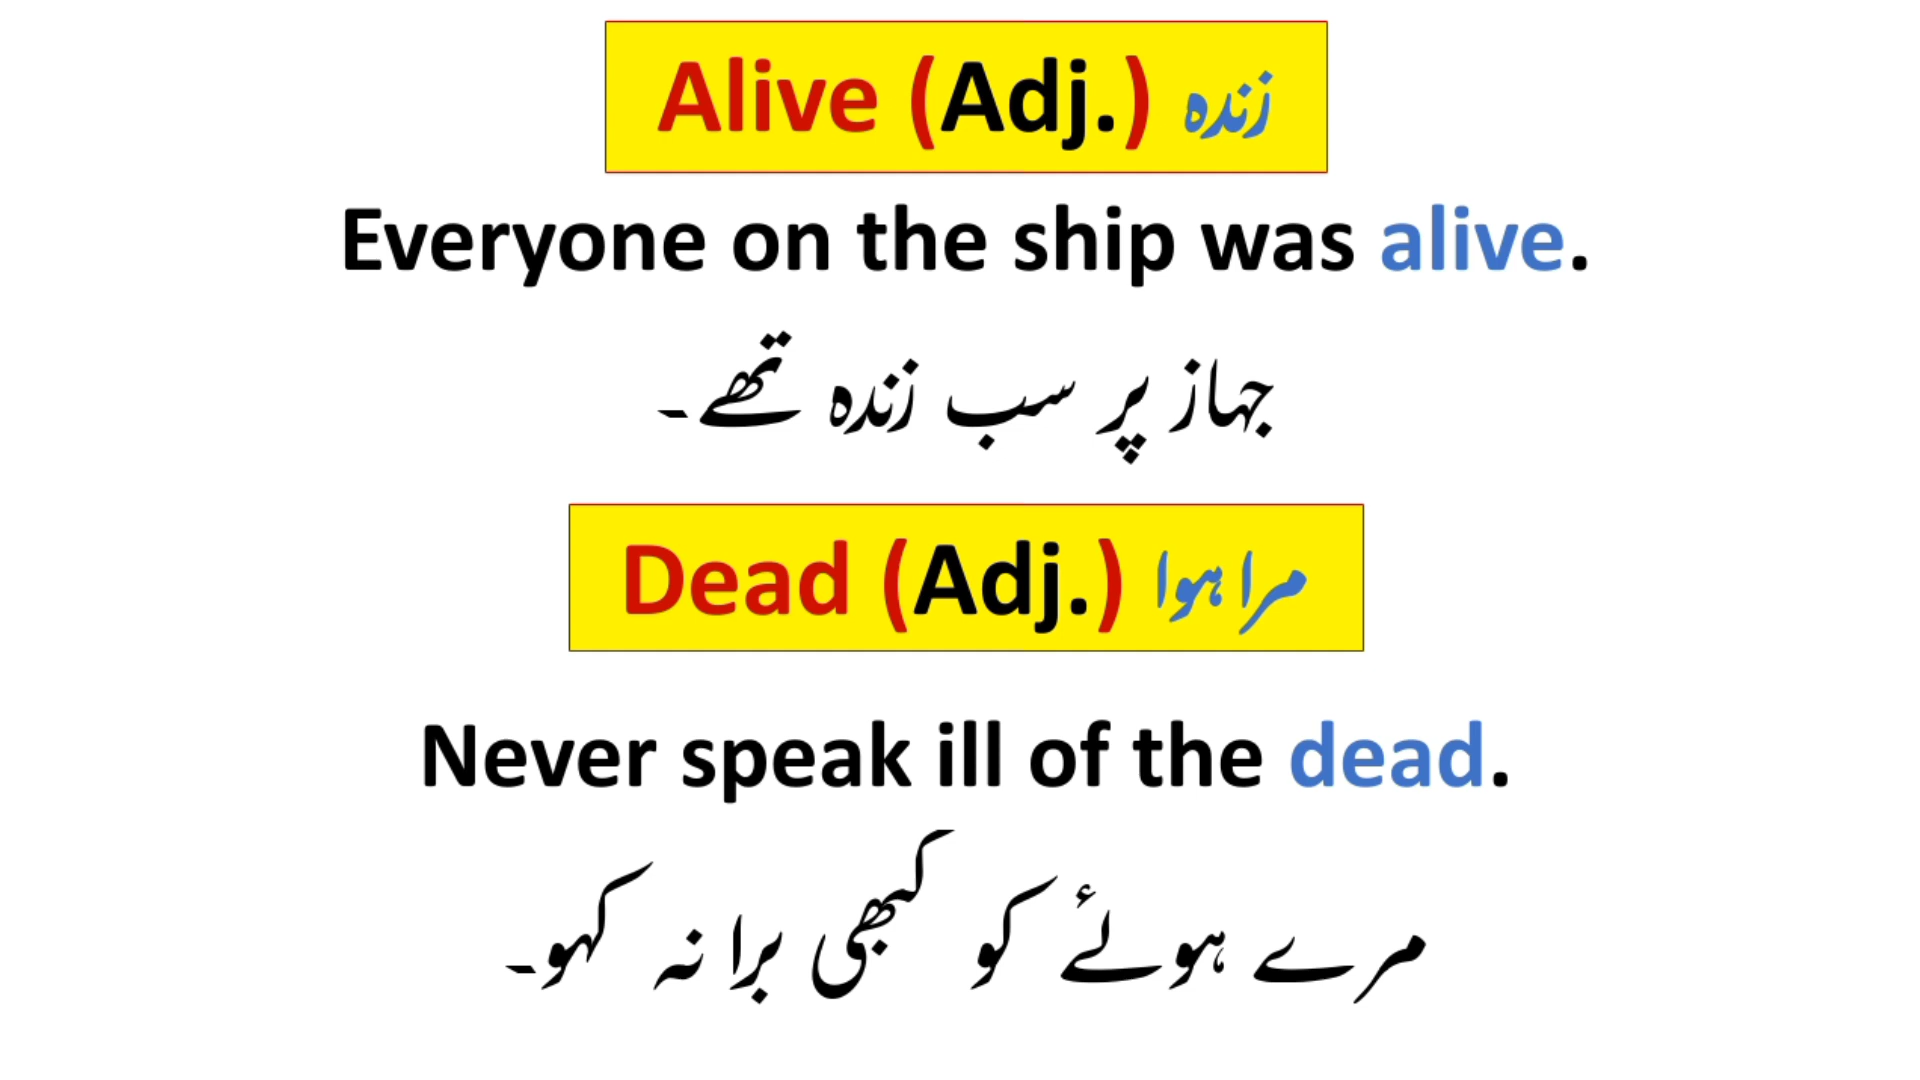 Alive (Adj.) زندہ
Everyone on the ship was alive.
جہاز پر سب زندہ تھے۔
Dead (Adj.) مرا ہوا
Never speak ill of the dead.
مرے ہوئے کو کبھی برا نہ کہو۔